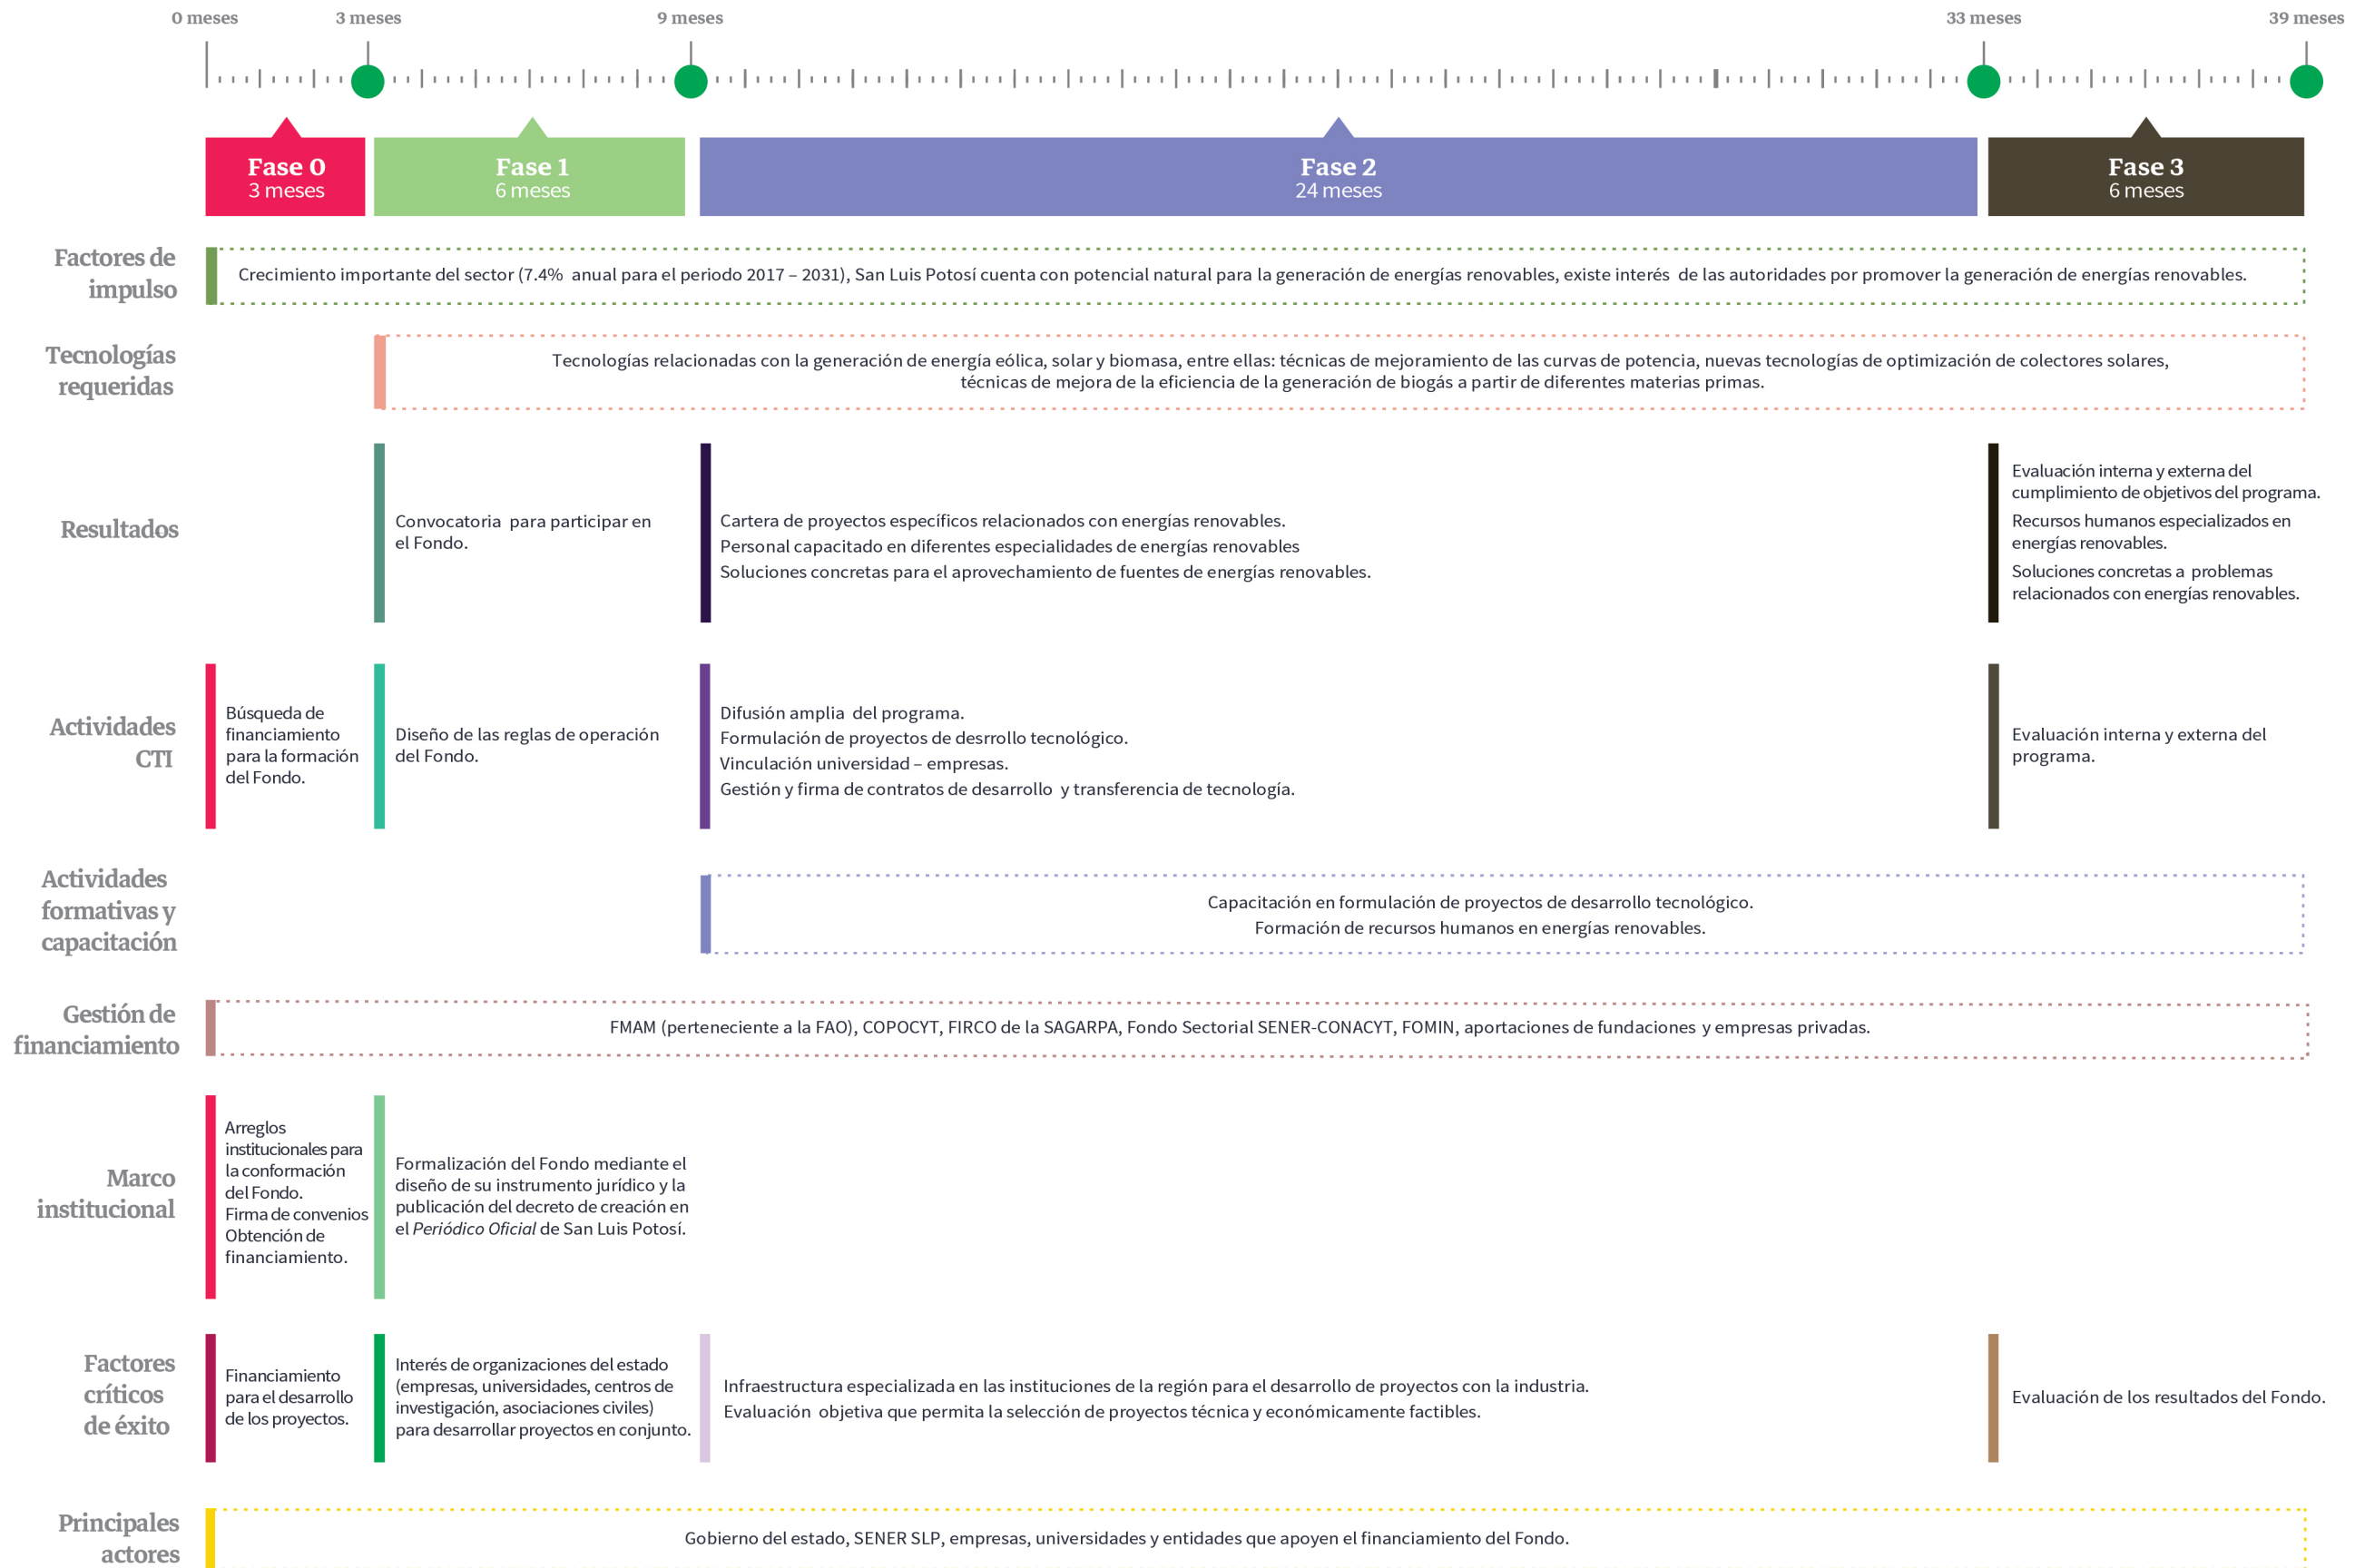 0 meses
3 meses
9 meses
33 meses
39 meses
Fase 0
3 meses
Fase 1
6 meses
Fase 2
24 meses
Fase 3
6 meses
Factores de
impulso
Crecimiento importante del sector (7.4% anual para el periodo 2017 – 2031), San Luis Potosí cuenta con potencial natural para la generación de energías renovables, existe interés de las autoridades por promover la generación de energías renovables.
Tecnologías
requeridas
Tecnologías relacionadas con la generación de energía eólica, solar y biomasa, entre ellas: técnicas de mejoramiento de las curvas de potencia, nuevas tecnologías de optimización de colectores solares,
técnicas de mejora de la eficiencia de la generación de biogás a partir de diferentes materias primas.
Resultados
Convocatoria para participar en
el Fondo.
Cartera de proyectos específicos relacionados con energías renovables.
Personal capacitado en diferentes especialidades de energías renovables
Soluciones concretas para el aprovechamiento de fuentes de energías renovables.
Evaluación interna y externa del
cumplimiento de objetivos del programa.
Recursos humanos especializados en
energías renovables.
Soluciones concretas a problemas
relacionados con energías renovables.
Actividades
CTI
Búsqueda de
financiamiento
para la formación
del Fondo.
Diseño de las reglas de operación
del Fondo.
Difusión amplia del programa.
Formulación de proyectos de desrrollo tecnológico.
Vinculación universidad – empresas.
Gestión y firma de contratos de desarrollo y transferencia de tecnología.
Evaluación interna y externa del
programa.
Actividades
formativas y
capacitación
Capacitación en formulación de proyectos de desarrollo tecnológico.
Formación de recursos humanos en energías renovables.
Gestión de
financiamiento
FMAM (perteneciente a la FAO), COPOCYT, FIRCO de la SAGARPA, Fondo Sectorial SENER-CONACYT, FOMIN, aportaciones de fundaciones y empresas privadas.
Marco
institucional
Arreglos
institucionales para
la conformación
del Fondo.
Firma de convenios
Obtención de
financiamiento.
Formalización del Fondo mediante el
diseño de su instrumento jurídico y la
publicación del decreto de creación en
el Periódico Oficial de San Luis Potosí.
Factores
críticos
de éxito
Financiamiento
para el desarrollo
de los proyectos.
Interés de organizaciones del estado
(empresas, universidades, centros de
investigación, asociaciones civiles)
para desarrollar proyectos en conjunto.
Infraestructura especializada en las instituciones de la región para el desarrollo de proyectos con la industria.
Evaluación objetiva que permita la selección de proyectos técnica y económicamente factibles.
Evaluación de los resultados del Fondo.
Principales
actores
Gobierno del estado, SENER SLP, empresas, universidades y entidades que apoyen el financiamiento del Fondo.